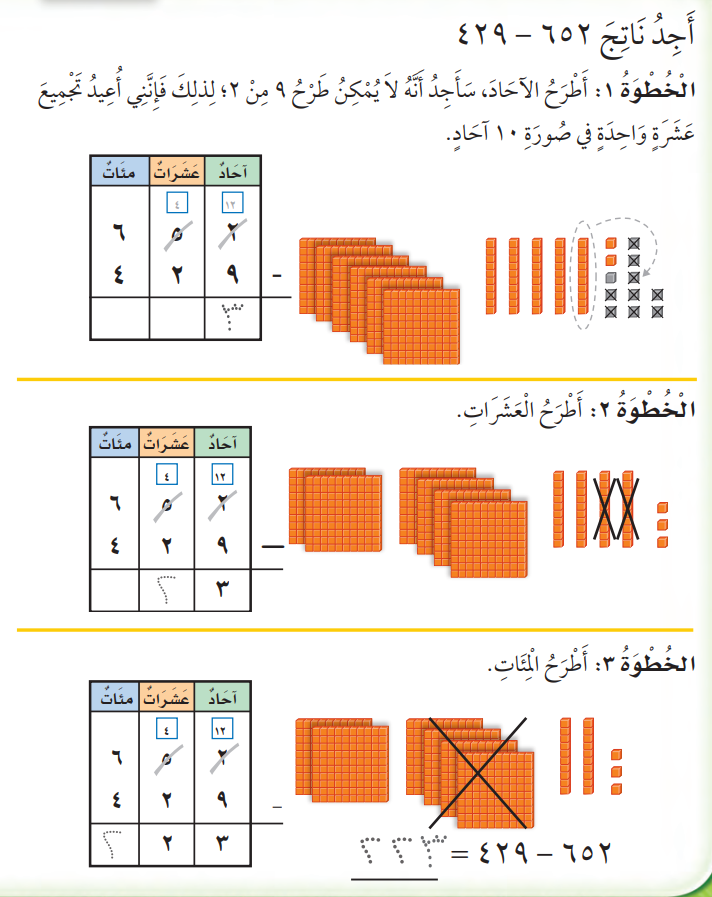 أَجِدُ نَاتِجَ ٦٥٢ – ٤٢٩
الْخُطْوَةُ ١: أَطْرَحُ الآحَادَ، سَأَجِدُ أَنَّهُ لاَ يُمْكِنُ طَرْحُ ٩ مِنْ ٢؛ لِذلِكَ فَإِنَّنِي أُعِيدُ تَجْمِيعَ
عَشَرَةٍ وَاحِدَةٍ فِي صُورَةِ ١٠ آحَادٍ.
آحَادٌ عَشَرَاتٌ مئَاتٌ
١٢ ٤
٢ ٥ ٦
- ٩ ٢ ٤
٣
الْخُطْوَةُ ٢: أَطْرَحُ الْعَشَرَاتِ.
آحَادٌ عَشَرَاتٌ مئَاتٌ
١٢ ٤
٢ ٥ ٦
– ٩ ٢ ٤
٣ ٢
الْخُطْوَةُ ٣: أَطْرَحُ الْمِئَاتِ.
آحَادٌ عَشَرَاتٌ مئَاتٌ
١٢ ٤
٢ ٥ ٦
- ٩ ٢ ٤
٣ ٢ ٢
٦٥٢ – ٤٢٩ = ٢٢٣